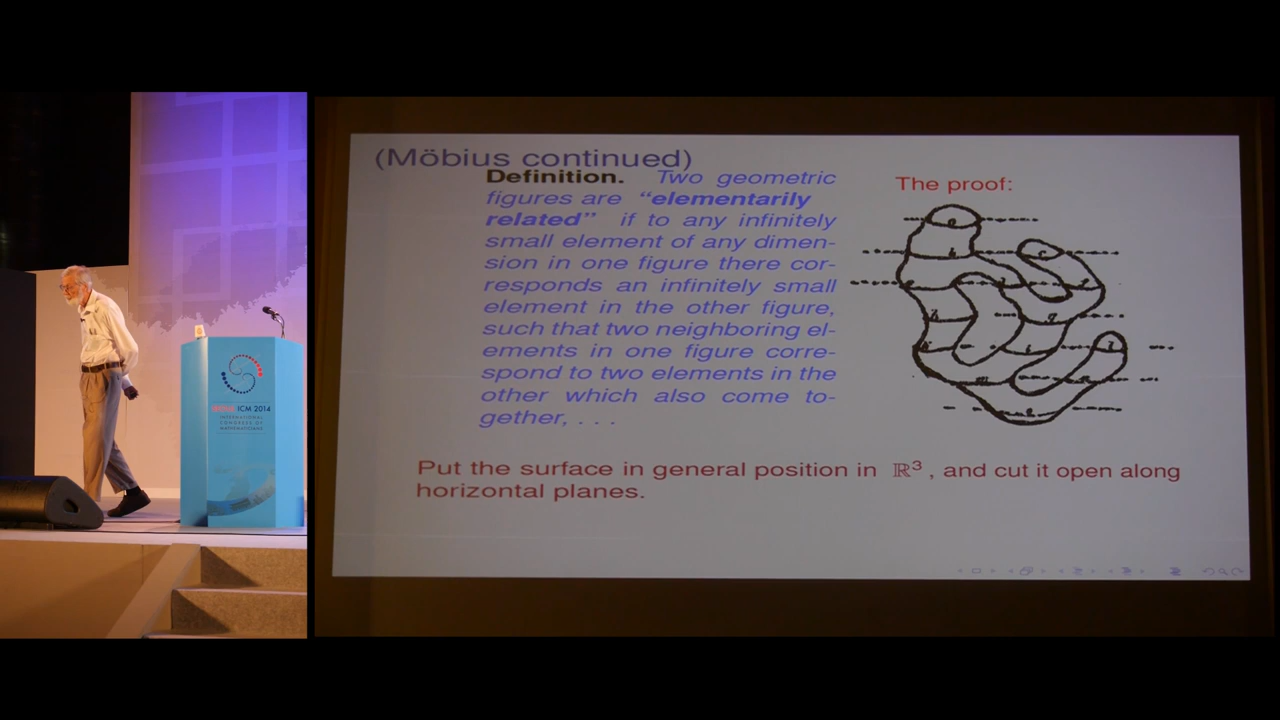 (Möbius continued)
Definition. Two geometric
figures are “elementarily
related” if to any infinitely
small element of any dimen-
sion in one figure there cor-
responds an infinitely small
element in the other figure,
such that two neighboring el-
ements in one figure corre-
spond to two elements in the
other which also come to-
gether, . . .
The proof:
Put the surface in general position in ℝ³, and cut it open along
horizontal planes.
ICM 2014
INTERNATIONAL
CONGRESS OF
MATHEMATICIANS